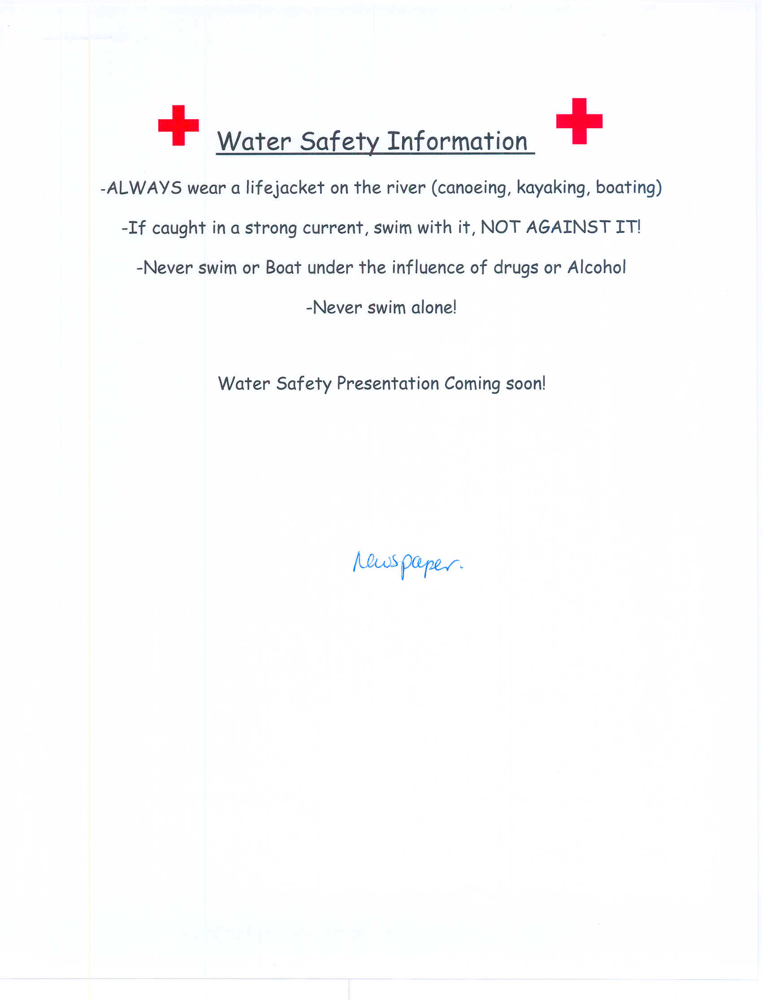 Water Safety Information
-ALWAYS wear a lifejacket on the river (canoeing, kayaking, boating)
-If caught in a strong current, swim with it, NOT AGAINST IT!
-Never swim or Boat under the influence of drugs or Alcohol
-Never swim alone!
Water Safety Presentation Coming soon!
Newspaper.